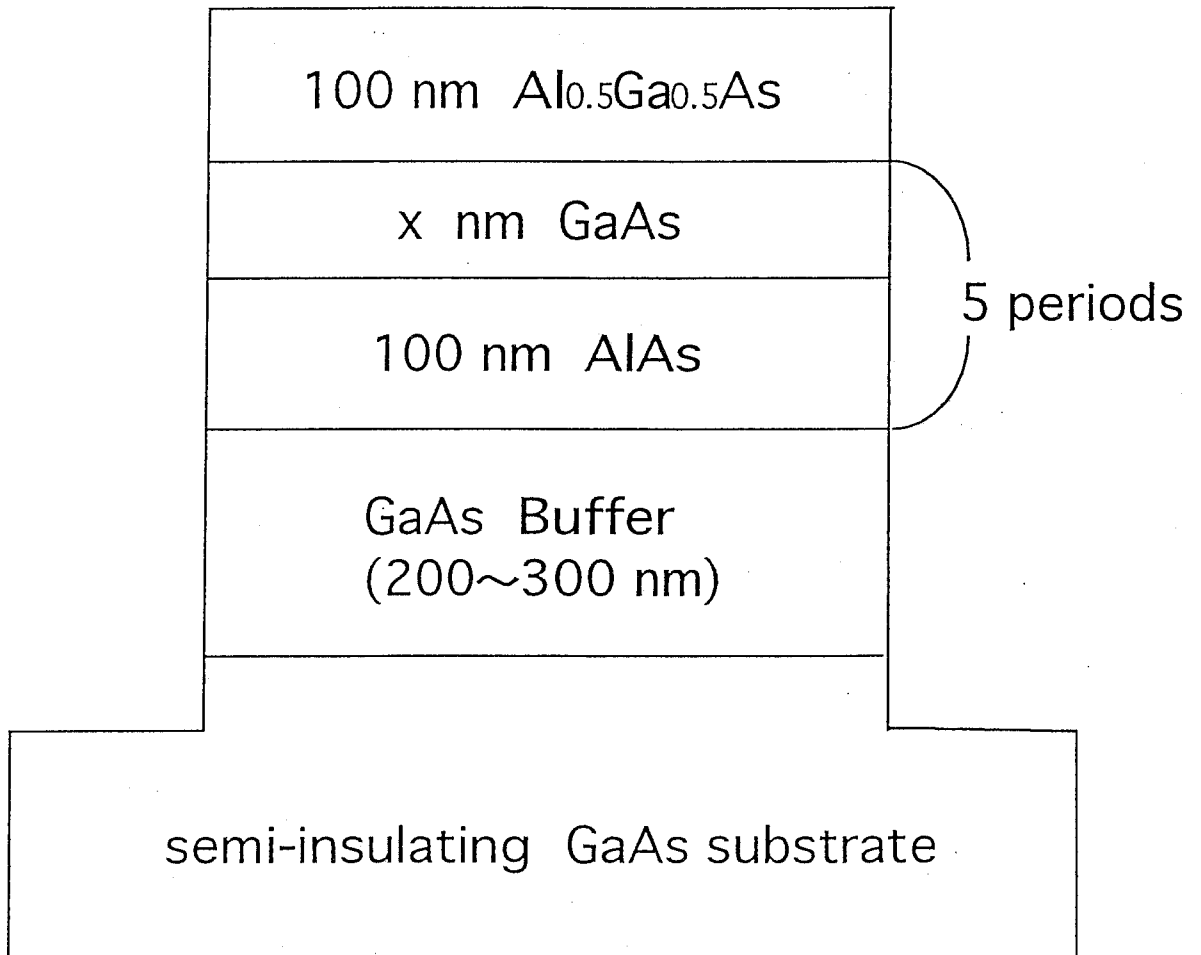 100 nm Al0.5Ga0.5As
x nm GaAs
5 periods
100 nm AlAs
GaAs Buffer
(200～300 nm)
semi-insulating GaAs substrate